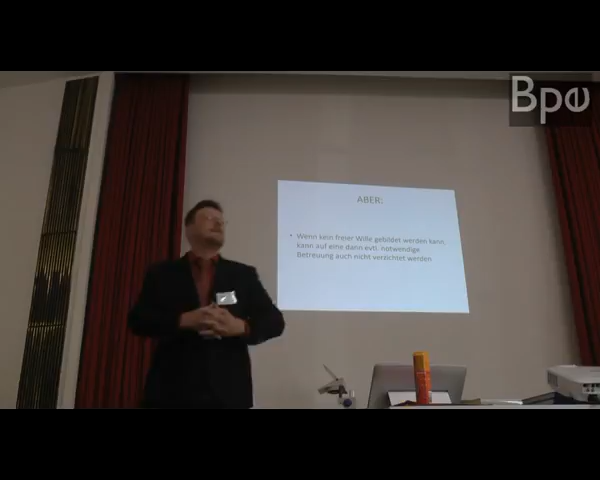 Bpe
ABER:
• Wenn kein freier Wille gebildet werden kann,
kann auf eine dann evtl. notwendige
Betreuung auch nicht verzichtet werden